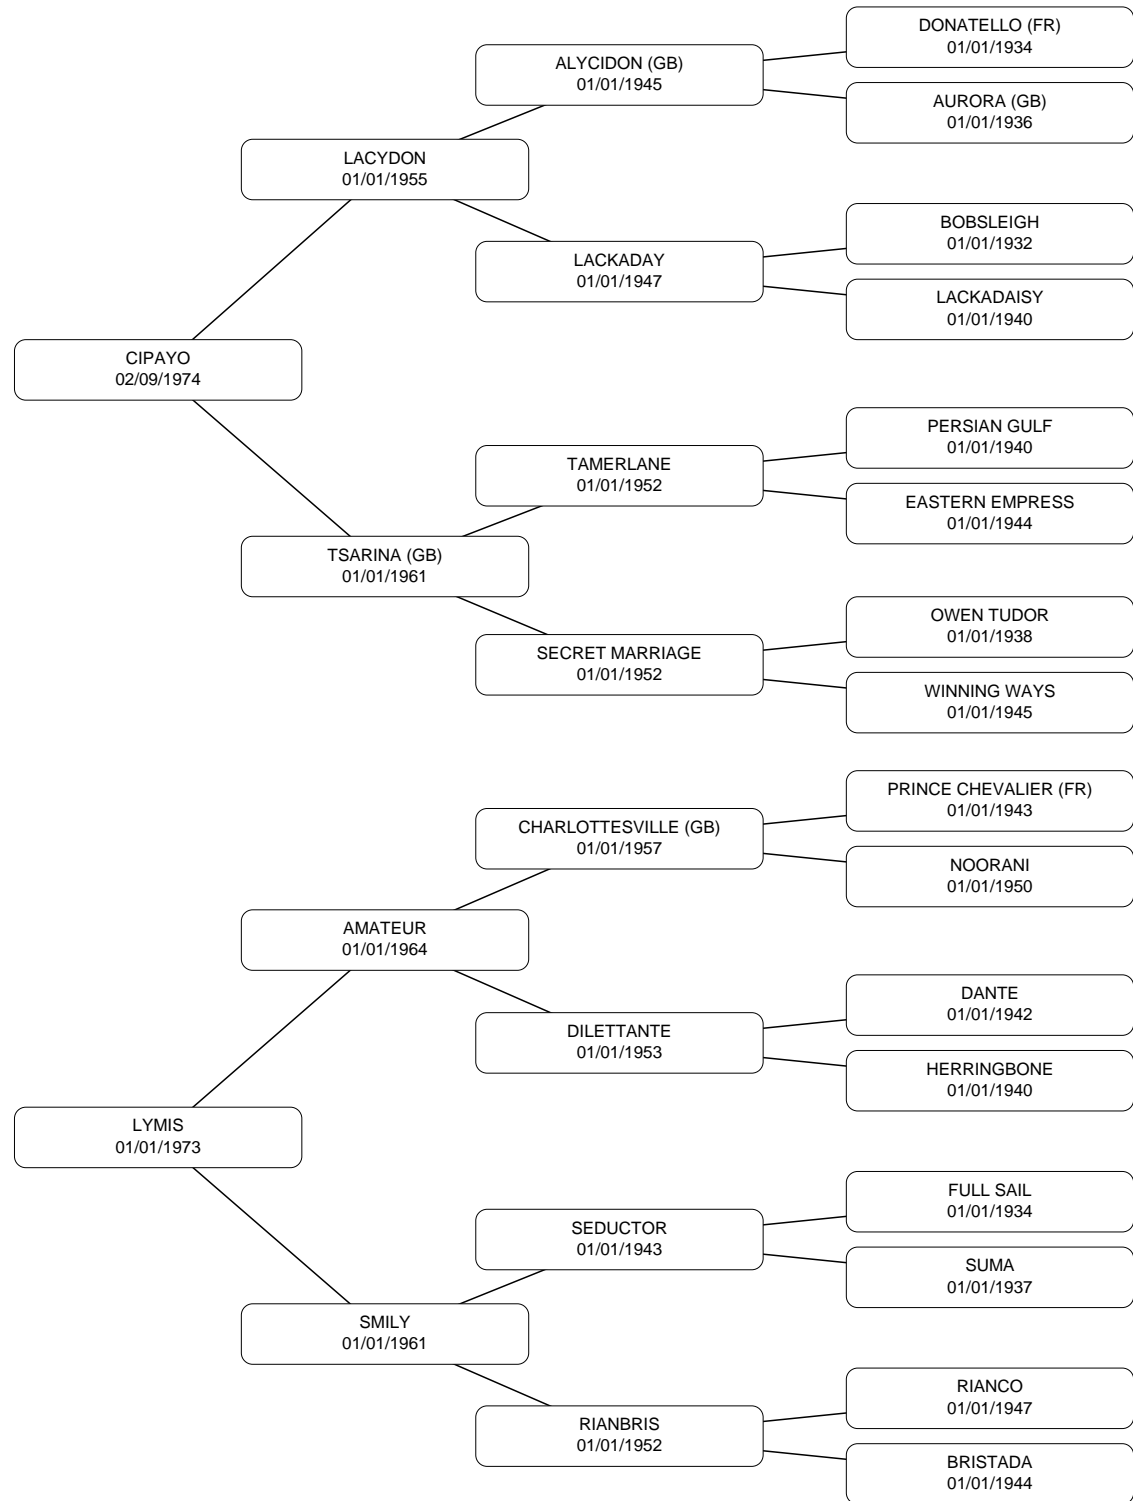 DONATELLO (FR)
01/01/1934
ALYCIDON (GB)
01/01/1945
AURORA (GB)
01/01/1936
LACYDON
01/01/1955
BOBSLEIGH
01/01/1932
LACKADAY
01/01/1947
LACKADAISY
01/01/1940
CIPAYO
02/09/1974
PERSIAN GULF
01/01/1940
TAMERLANE
01/01/1952
EASTERN EMPRESS
01/01/1944
TSARINA (GB)
01/01/1961
OWEN TUDOR
01/01/1938
SECRET MARRIAGE
01/01/1952
WINNING WAYS
01/01/1945
PRINCE CHEVALIER (FR)
01/01/1943
CHARLOTTESVILLE (GB)
01/01/1957
NOORANI
01/01/1950
AMATEUR
01/01/1964
DANTE
01/01/1942
DILETTANTE
01/01/1953
HERRINGBONE
01/01/1940
LYMIS
01/01/1973
FULL SAIL
01/01/1934
SEDUCTOR
01/01/1943
SUMA
01/01/1937
SMILY
01/01/1961
RIANCO
01/01/1947
RIANBRIS
01/01/1952
BRISTADA
01/01/1944